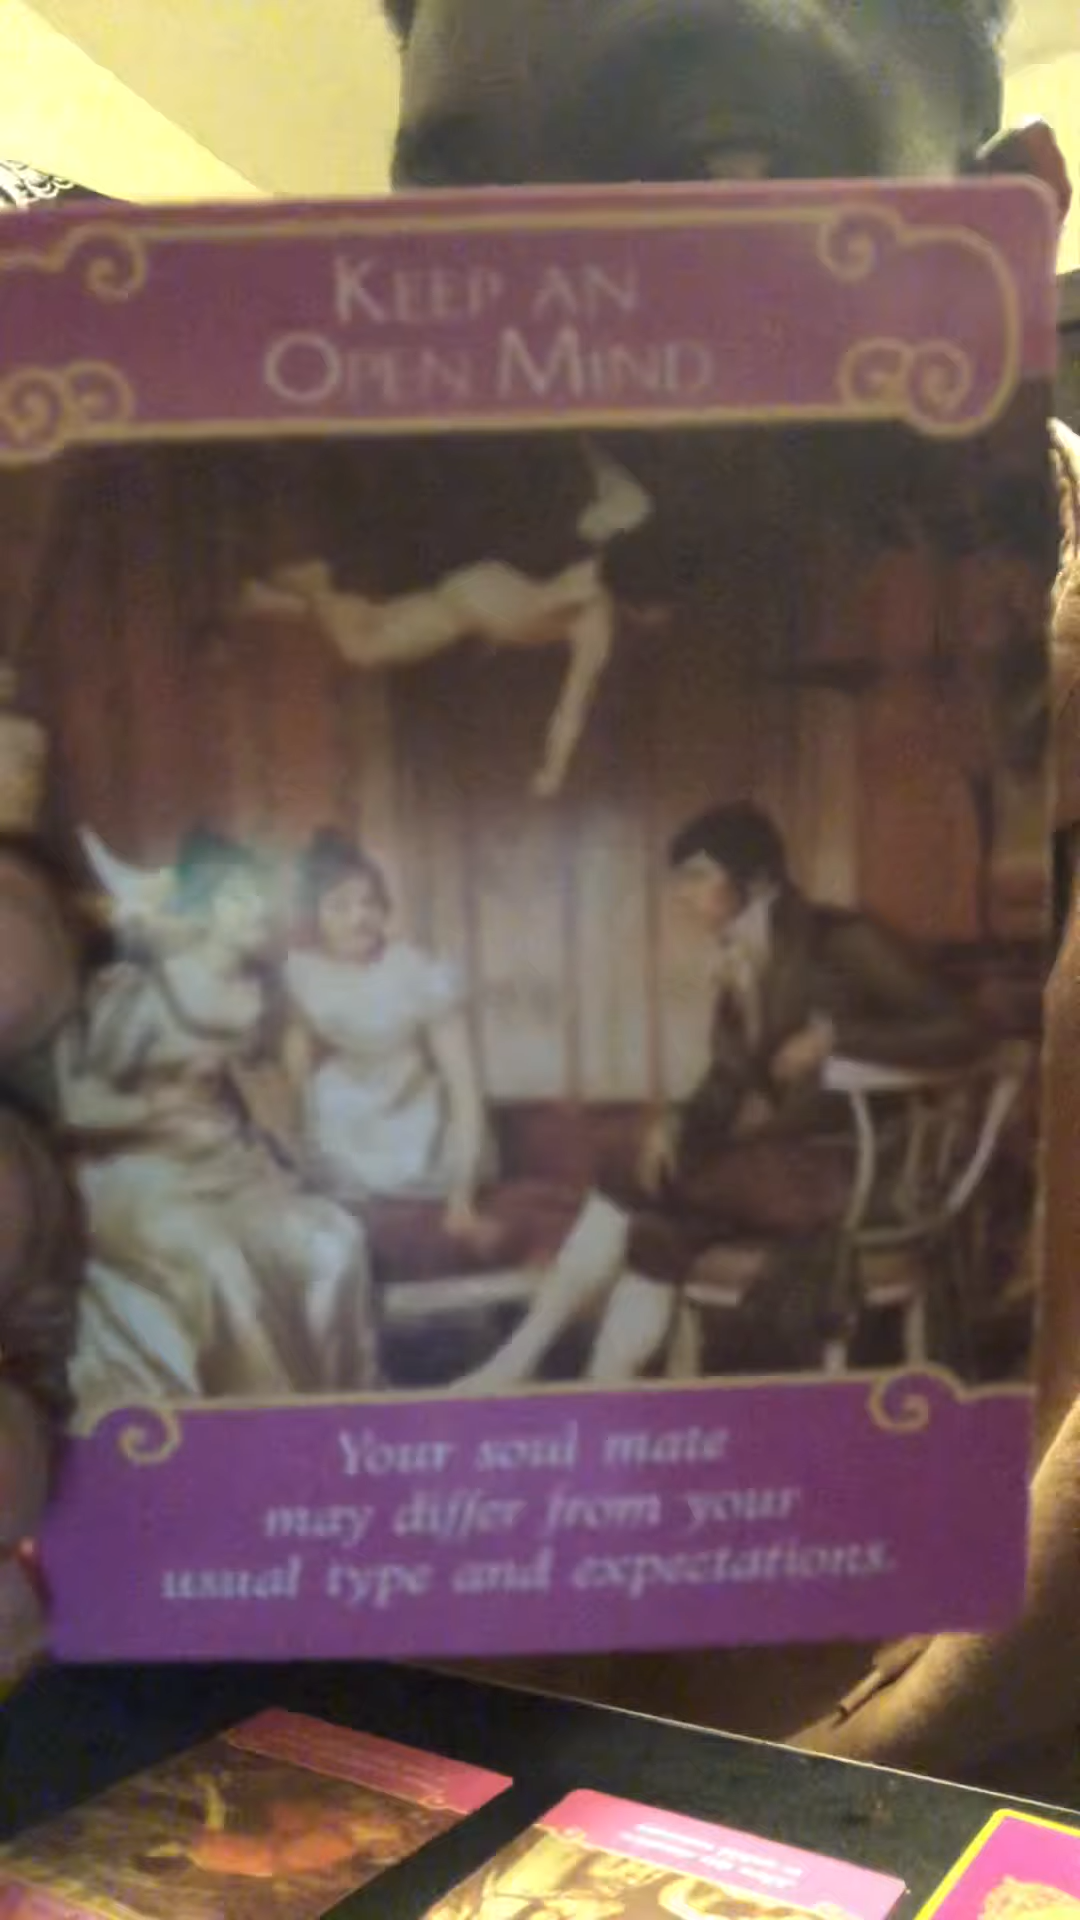 KEEP AN
OPEN MIND
Your soul mate
may differ from your
usual type and expectations.